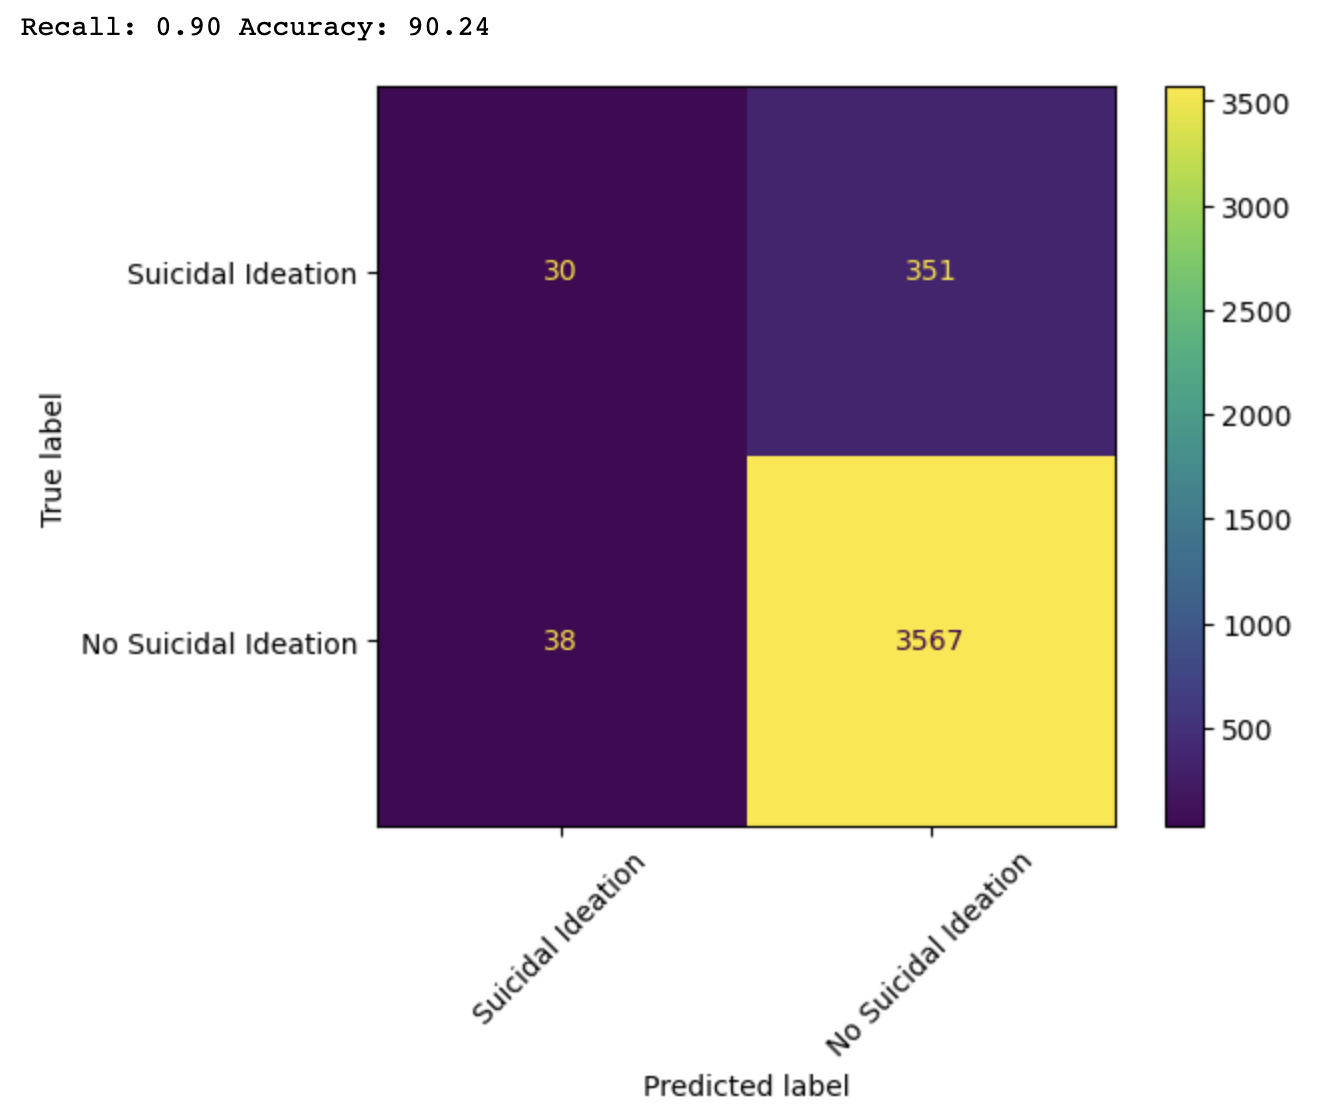 Recall: 0.90 Accuracy: 90.24
3500
3000
2500
2000
1500
1000
500
Suicidal Ideation
30
351
No Suicidal Ideation
38
3567
True label
Suicidal Ideation
No Suicidal Ideation
Predicted label